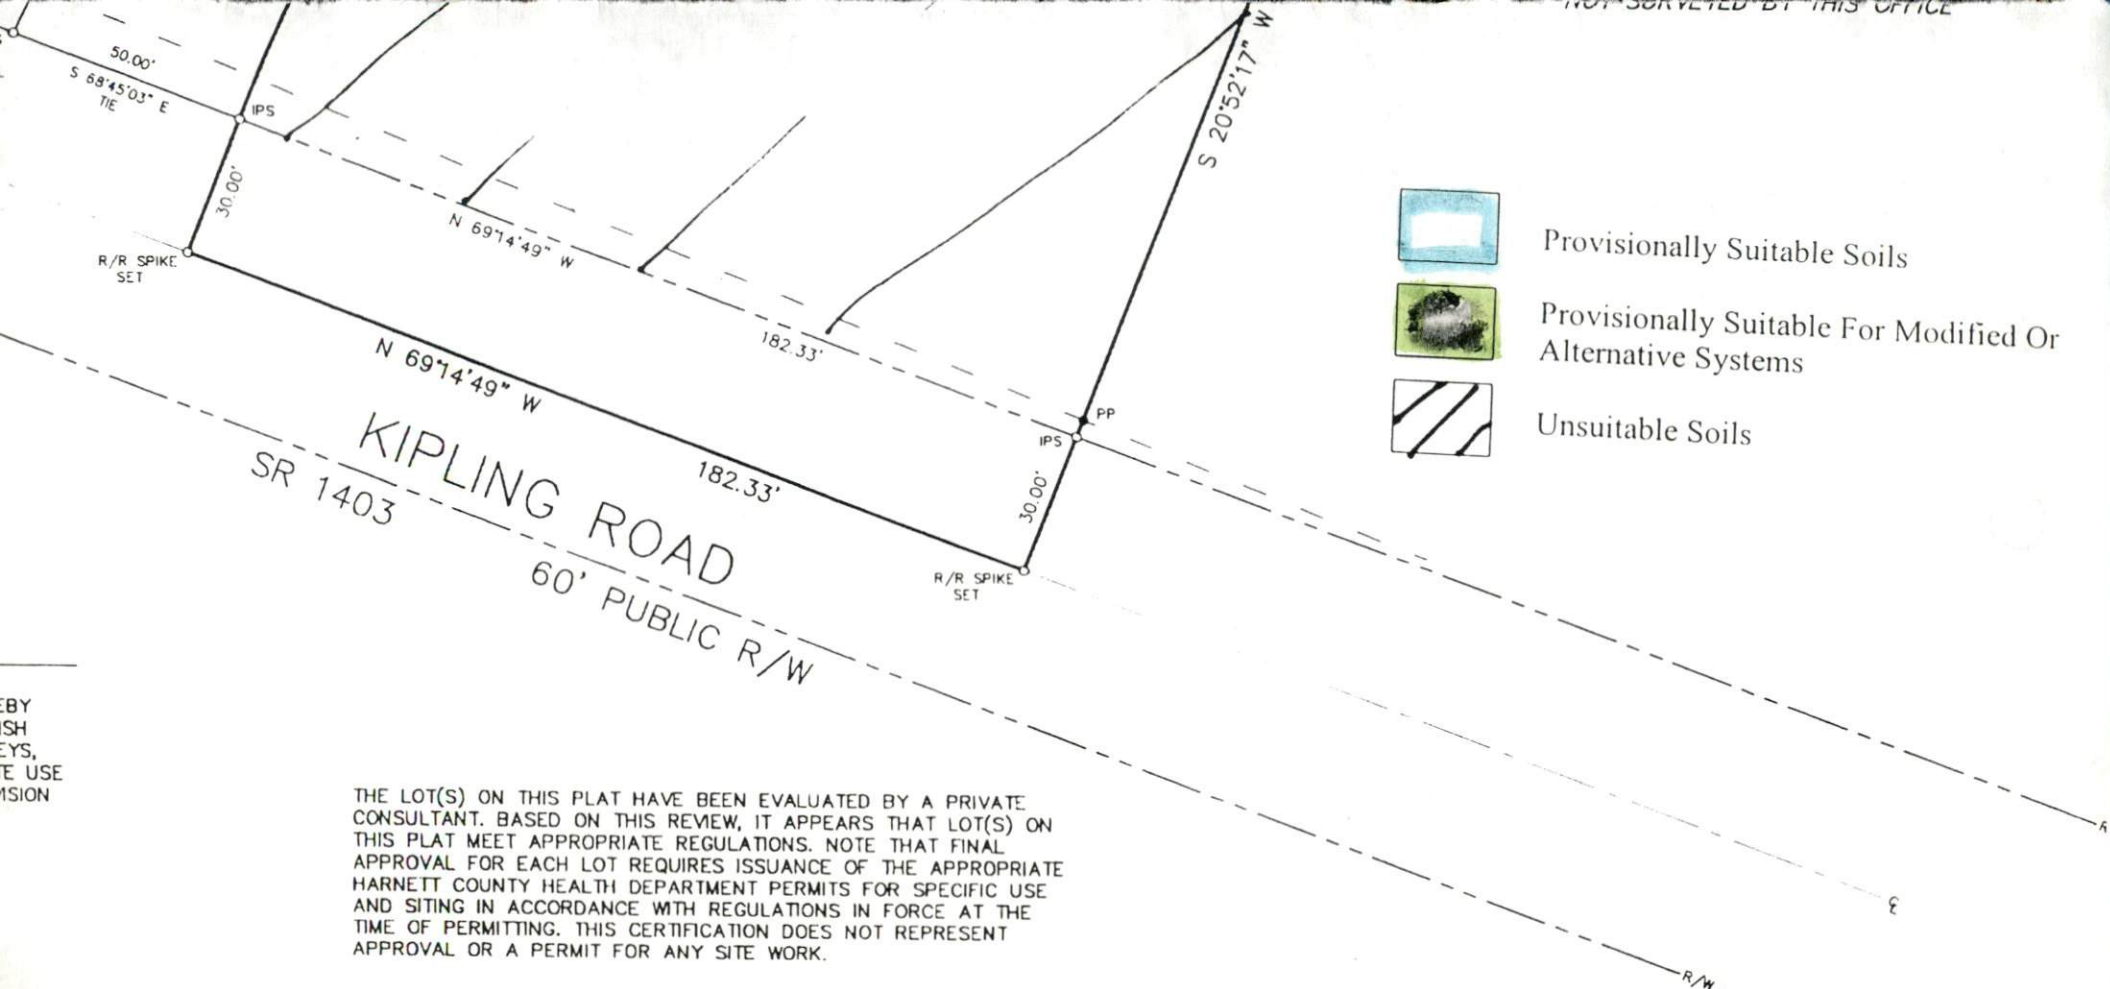 NOT SURVEYED BY THIS OFFICE
50.00'
S 68°45'03" E
TIE
IPS
30.00'
R/R SPIKE
SET
N 69°14'49" W
182.33'
S 20°52'17" W
PP
IPS
30.00'
N 69°14'49" W
182.33'
R/R SPIKE
SET
KIPLING ROAD
SR 1403
60' PUBLIC R/W
R/W
Provisionally Suitable Soils
Provisionally Suitable For Modified Or
Alternative Systems
Unsuitable Soils
EBY
ISH
EYS,
TE USE
THE LOT(S) ON THIS PLAT HAVE BEEN EVALUATED BY A PRIVATE
CONSULTANT. BASED ON THIS REVIEW, IT APPEARS THAT LOT(S) ON
THIS PLAT MEET APPROPRIATE REGULATIONS. NOTE THAT FINAL
APPROVAL FOR EACH LOT REQUIRES ISSUANCE OF THE APPROPRIATE
HARNETT COUNTY HEALTH DEPARTMENT PERMITS FOR SPECIFIC USE
AND SITING IN ACCORDANCE WITH REGULATIONS IN FORCE AT THE
TIME OF PERMITTING. THIS CERTIFICATION DOES NOT REPRESENT
APPROVAL OR A PERMIT FOR ANY SITE WORK.